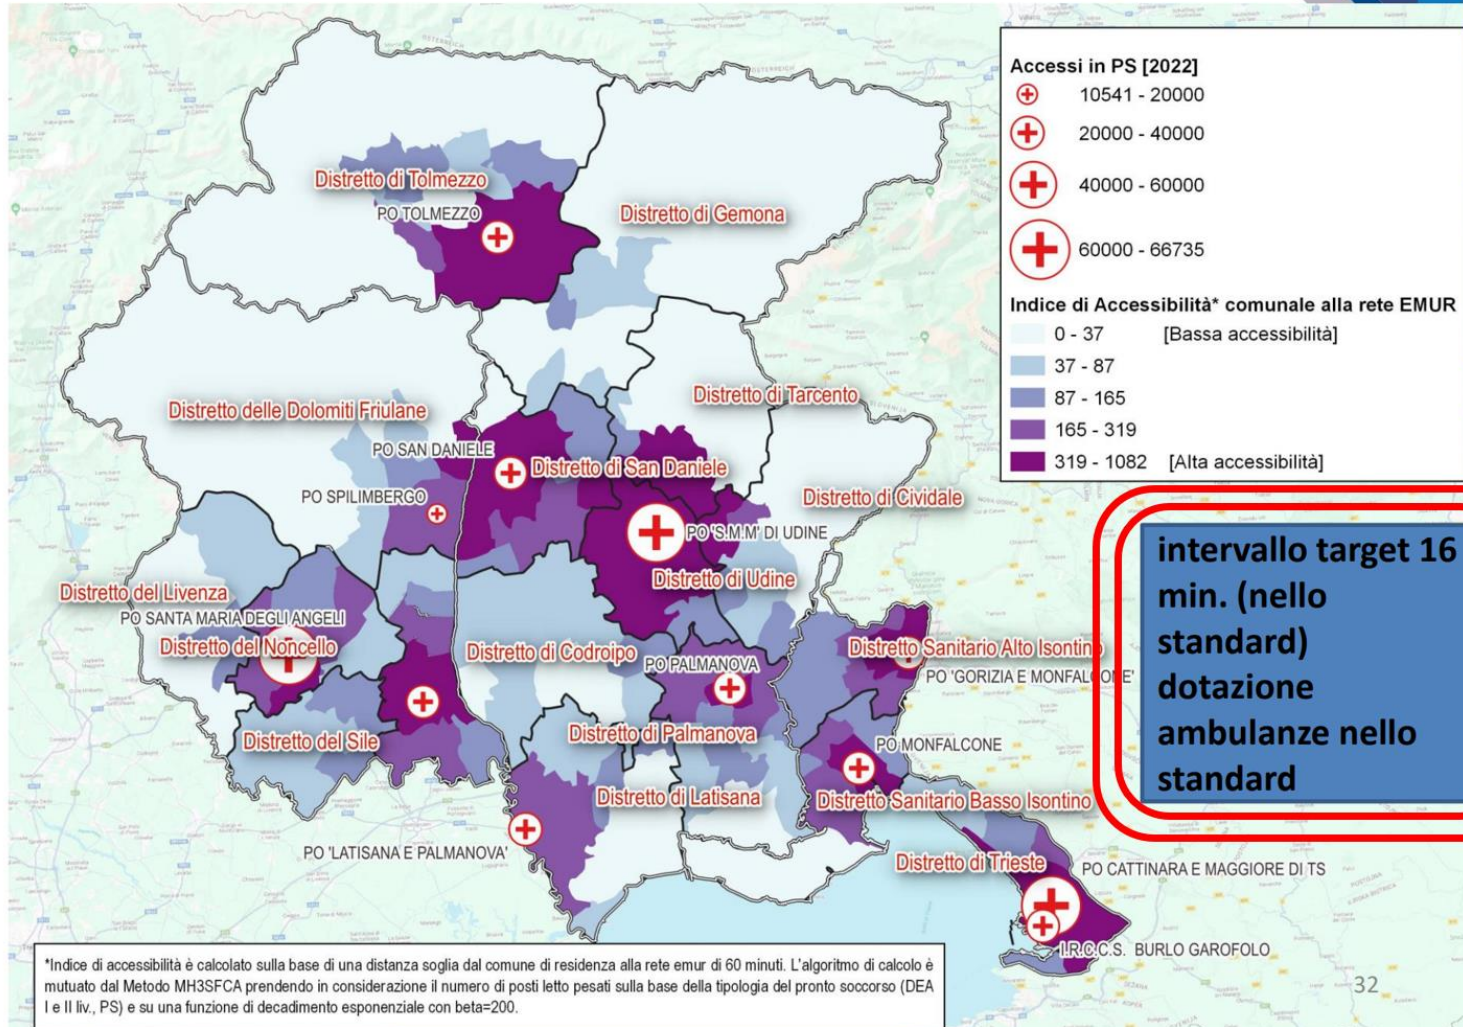 Accessi in PS [2022]
10541 - 20000
20000 - 40000
40000 - 60000
60000 - 66735
Indice di Accessibilità* comunale alla rete EMUR
0 - 37 [Bassa accessibilità]
37 - 87
87 - 165
165 - 319
319 - 1082 [Alta accessibilità]
Distretto di Tolmezzo
PO TOLMEZZO
Distretto di Gemona
Distretto di Tarcento
Distretto delle Dolomiti Friulane
PO SAN DANIELE
Distretto di San Daniele
PO SPILIMBERGO
Distretto di Cividale
PO 'S.M.M' DI UDINE
Distretto di Udine
Distretto del Livenza
PO SANTA MARIA DEGLI ANGELI
Distretto del Noncello
Distretto di Codroipo
PO PALMANOVA
Distretto Sanitario Alto Isontino
PO 'GORIZIA E MONFALCONE'
Distretto del Sile
Distretto di Palmanova
PO MONFALCONE
Distretto di Latisana
Distretto Sanitario Basso Isontino
PO 'LATISANA E PALMANOVA'
Distretto di Trieste
PO CATTINARA E MAGGIORE DI TS
I.R.C.C.S. BURLO GAROFOLO
intervallo target 16
min. (nello
standard)
dotazione
ambulanze nello
standard
*Indice di accessibilità è calcolato sulla base di una distanza soglia dal comune di residenza alla rete emur di 60 minuti. L'algoritmo di calcolo è
mutuato dal Metodo MH3SFCA prendendo in considerazione il numero di posti letto pesati sulla base della tipologia del pronto soccorso (DEA
I e II liv., PS) e su una funzione di decadimento esponenziale con beta=200.
32